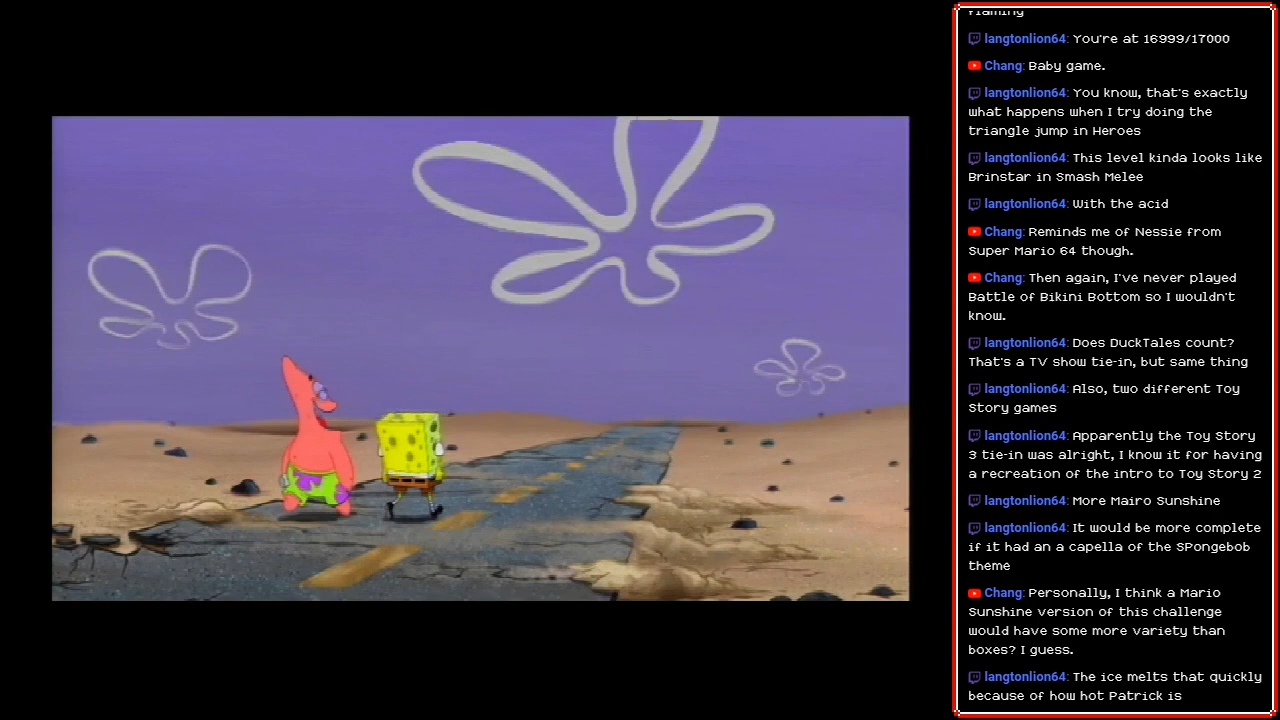 Flaming
langtonlion64: You're at 16999/17000
Chang: Baby game.
langtonlion64: You know, that's exactly
what happens when I try doing the
triangle jump in Heroes
langtonlion64: This level kinda looks like
Brinstar in Smash Melee
langtonlion64: With the acid
Chang: Reminds me of Nessie from
Super Mario 64 though.
Chang: Then again, I've never played
Battle of Bikini Bottom so I wouldn't
know.
langtonlion64: Does DuckTales count?
That's a TV show tie-in, but same thing
langtonlion64: Also, two different Toy
Story games
langtonlion64: Apparently the Toy Story
3 tie-in was alright, I know it for having
a recreation of the intro to Toy Story 2
langtonlion64: More Mairo Sunshine
langtonlion64: It would be more complete
if it had an a capella of the SPongebob
theme
Chang: Personally, I think a Mario
Sunshine version of this challenge
would have some more variety than
boxes? I guess.
langtonlion64: The ice melts that quickly
because of how hot Patrick is